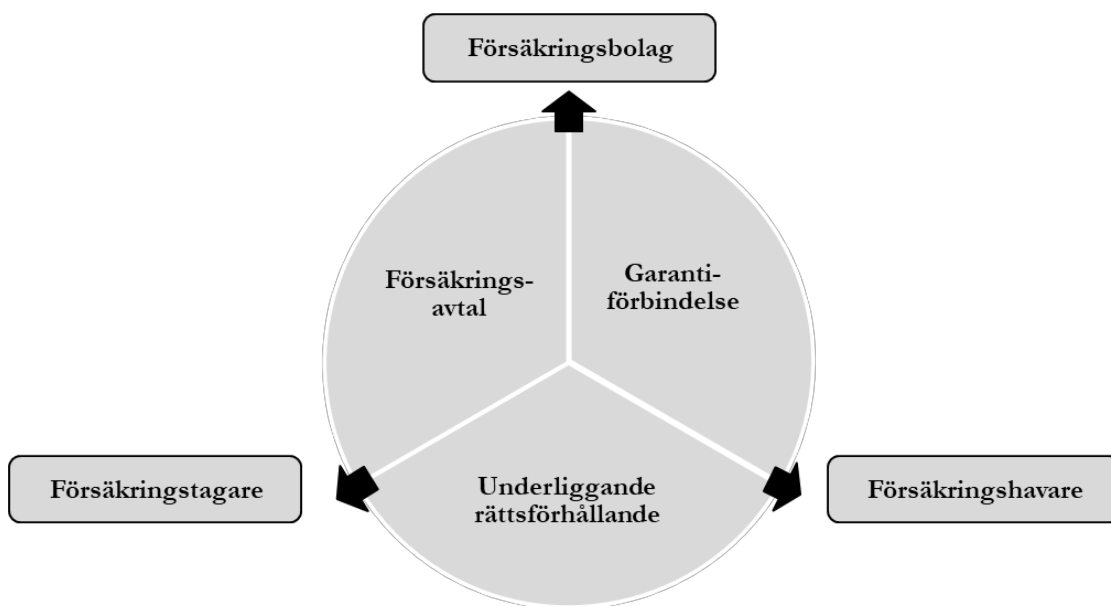 Försäkringsbolag
Försäkrings-
avtal
Garanti-
förbindelse
Försäkringstagare
Underliggande
rättsförhållande
Försäkringshavare